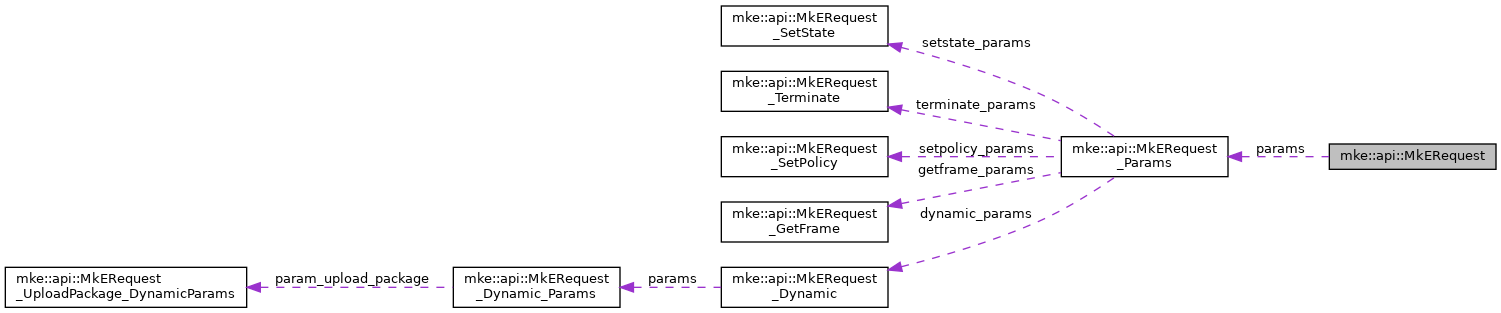 mke::api::MkERequest
_SetState
setstate_params
mke::api::MkERequest
_Terminate
terminate_params
mke::api::MkERequest
_SetPolicy
setpolicy_params
mke::api::MkERequest
_Params
params
mke::api::MkERequest
getframe_params
mke::api::MkERequest
_GetFrame
dynamic_params
mke::api::MkERequest
_UploadPackage_DynamicParams
param_upload_package
mke::api::MkERequest
_Dynamic_Params
params
mke::api::MkERequest
_Dynamic